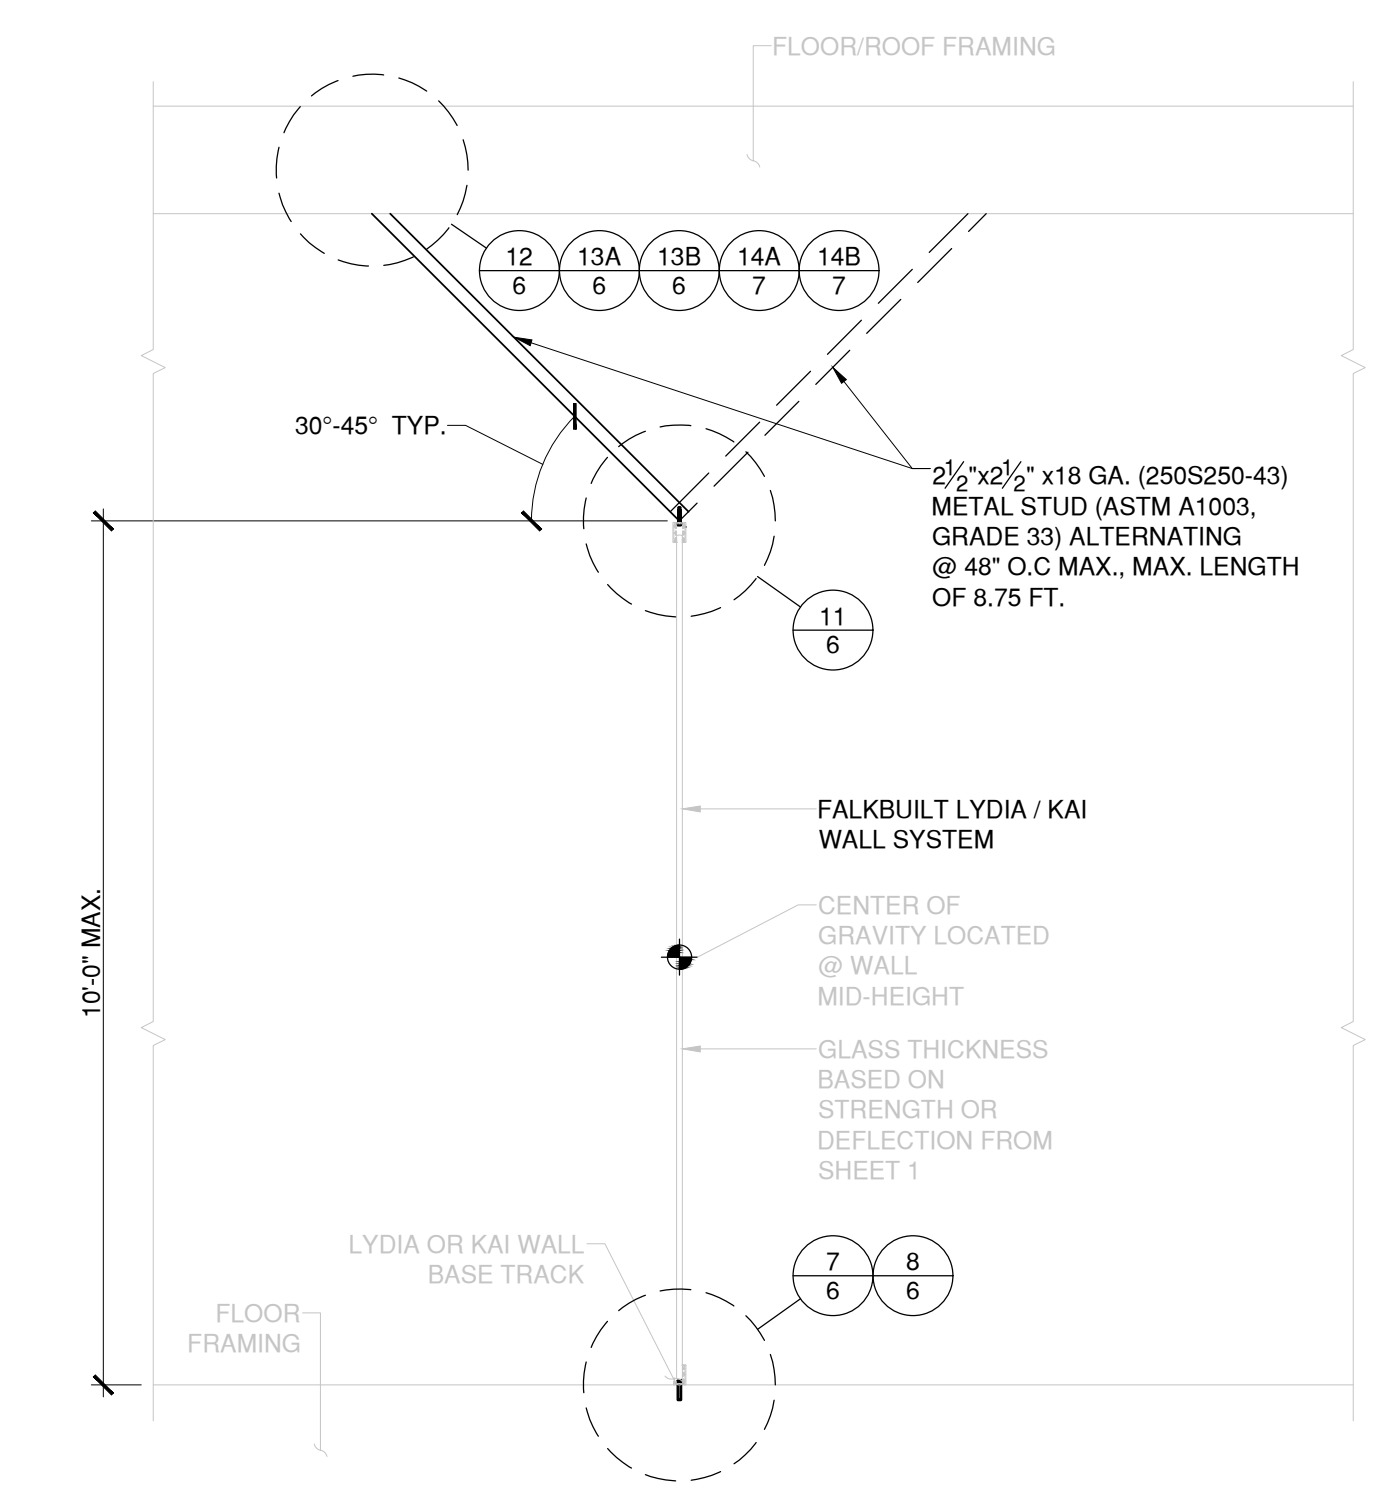 FLOOR/ROOF FRAMING
12 13A 13B 14A 14B
6 6 6 7 7
30°-45° TYP.
2½"x2½" x18 GA. (250S250-43)
METAL STUD (ASTM A1003,
GRADE 33) ALTERNATING
@ 48" O.C MAX., MAX. LENGTH
OF 8.75 FT.
11
6
FALKBUILT LYDIA / KAI
WALL SYSTEM
10'-0" MAX.
CENTER OF
GRAVITY LOCATED
@ WALL
MID-HEIGHT
GLASS THICKNESS
BASED ON
STRENGTH OR
DEFLECTION FROM
SHEET 1
LYDIA OR KAI WALL
BASE TRACK
7 8
6 6
FLOOR
FRAMING